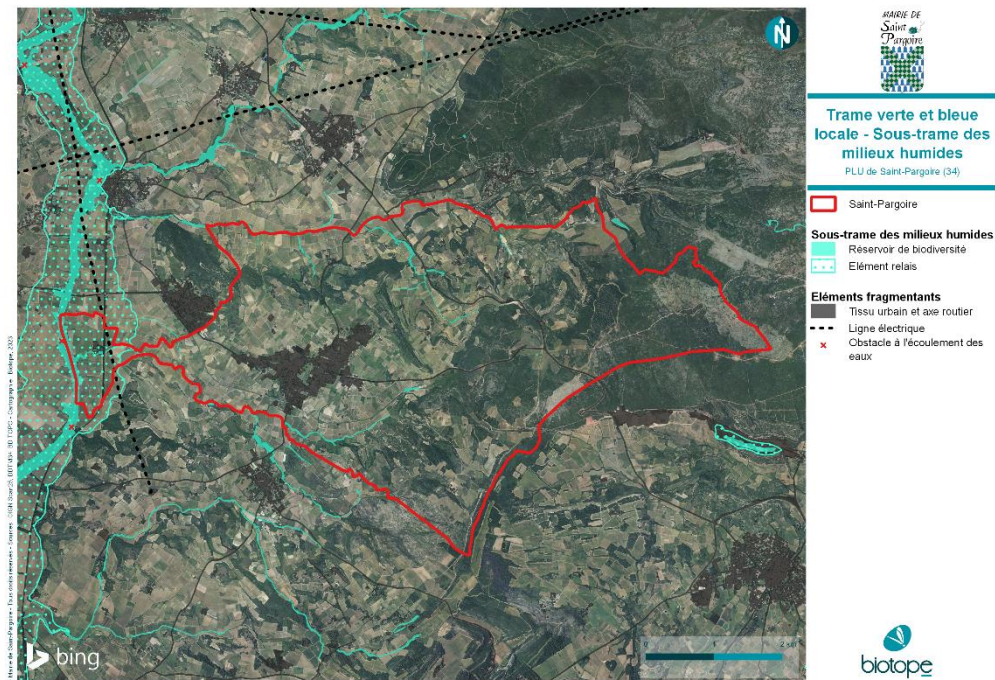 MAIRIE DE
Saint
Pargoire
N
Trame verte et bleue
locale - Sous-trame des
milieux humides
PLU de Saint-Pargoire (34)
Saint-Pargoire
Sous-trame des milieux humides
Réservoir de biodiversité
Elément relais
Eléments fragmentants
Tissu urbain et axe routier
Ligne électrique
Obstacle à l'écoulement des
eaux
bing
biotope